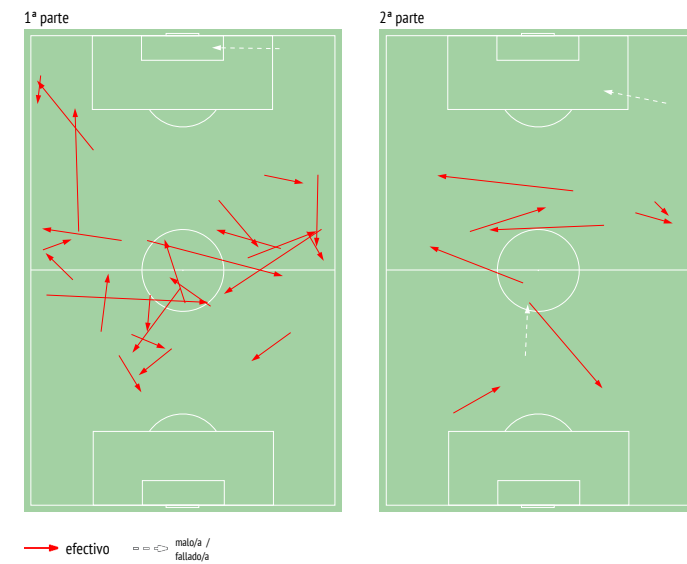 1ª parte
2ª parte
efectivo
malo/a /
fallado/a